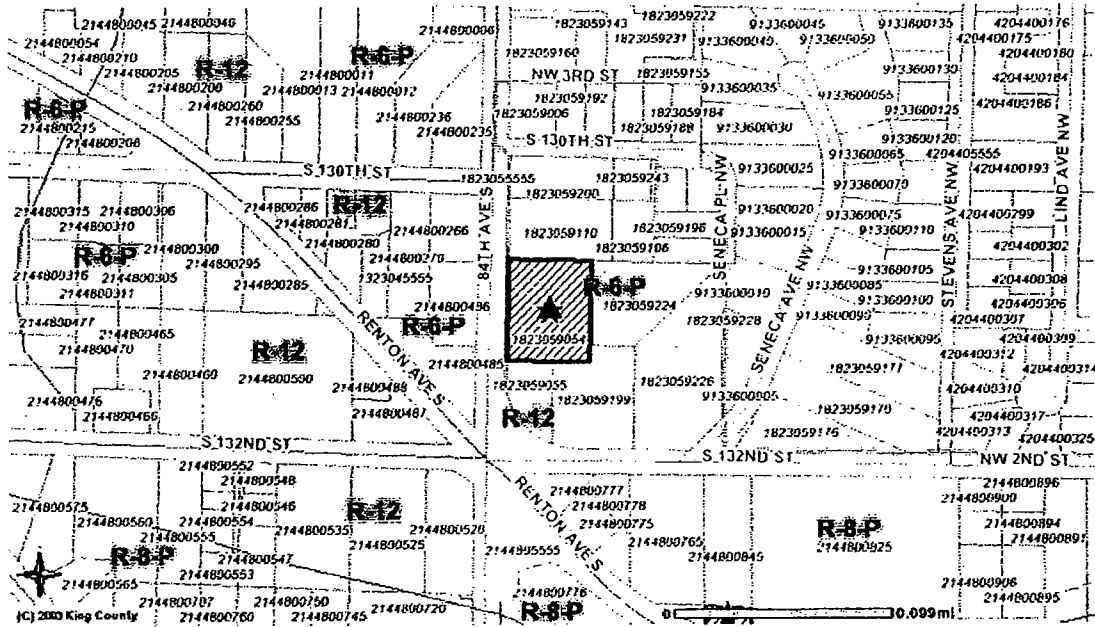 2144800045 2144800046 2144800006 1823059143 1823059222 9133600045 9133600135 4204400176
2144800054 R-6-P 1823059231 9133600040 9133600050 4204400175
2144800210 R-12 1823059160 4204400180
2144800205 2144800011 NW 3RD ST 1823059155 9133600130 4204400184
2144800200 2144800013 2144800012 1823059192 9133600035 9133600055
R-6-P 2144800260 1823059006 1823059184 9133600125 4204400186
2144800215 2144800255 2144800236 1823059188 9133600030
2144800206 2144800235 S 130TH ST 9133600120
9133600065 4204405555
S 130TH ST 1823055555 1823059243 9133600025 4204400193
1823059200 9133600070
2144800315 2144800306 2144800286 R-12 84TH AVE S SENECA PL NW 9133600020 STEVENS AVE NW LIND AVE NW
2144800310 2144800281 2144800266 1823059110 1823059196 9133600075 4204400299
2144800300 2144800280 1823059106 9133600015 9133600110
R-6-P 2144800295 2144800270 4204400302
2144800316 2144800305 1323045555 9133600105
2144800311 2144800285 R-6-P 9133600010 9133600085 4204400308
2144800486 1823059224 9133600100 4204400306
2144800477 RENTON AVE S R-6-P 1823059228 SENECA AVE NW 9133600090 4204400307
2144800465 1823059054 9133600095 4204400309
2144800470 R-12 4204400312
2144800460 2144800485 1823059177 4204400314
2144800500 2144800488 1823059055 1823059226 4204400310
2144800476 1823059199 9133600005
2144800466 2144800487 R-12 1823059170 4204400317
1823059176 4204400313 4204400325
S 132ND ST S 132ND ST NW 2ND ST
2144800552
2144800548 RENTON AVE S 2144800777 2144800896
2144800575 2144800546 R-12 2144800778 2144800900
2144800560 2144800554 2144800775 R-8-P 2144800894
2144800555 2144800535 2144800520 2144800765 2144800891
R-8-P 2144800547 2144800525 2144805555 2144800845 2144800925
2144800553
2144800565 2144800776 2144800906
2144800707 2144800750 2144800720 2144800895
(C) 2003 King County 2144800760 2144800745 R-8-P 0 0.099mi